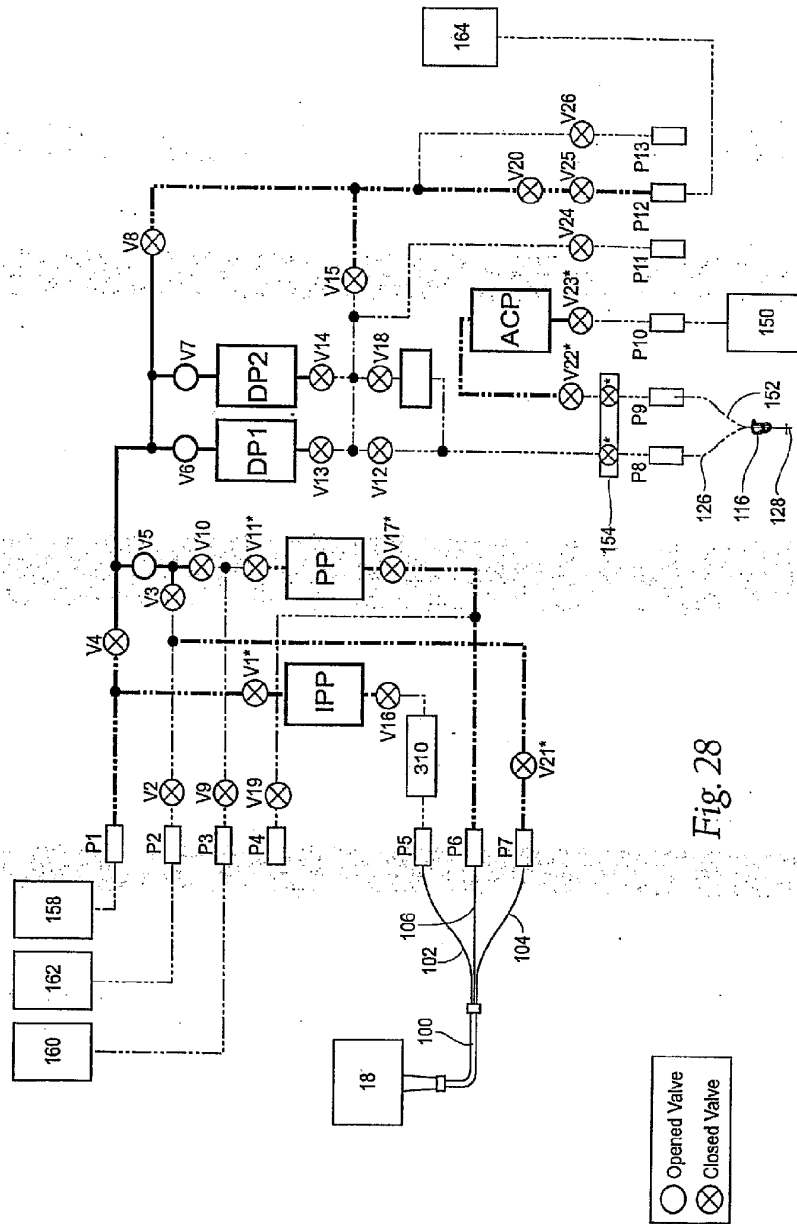 164
V8
V20
V25
V26
P12
P13
V15
V24
P11
V7
DP2
V14
V18
ACP
V23*
P10
150
V22*
V6
DP1
V13
V12
*
*
154
P8
P9
152
126
116
128
V5
V10
V3
V11*
PP
V17*
V4
V1*
IPP
V16
310
V21*
P1
V2
P2
V9
P3
V19
P4
P5
P6
P7
158
162
160
102
106
104
100
18
Fig. 28
Opened Valve
Closed Valve